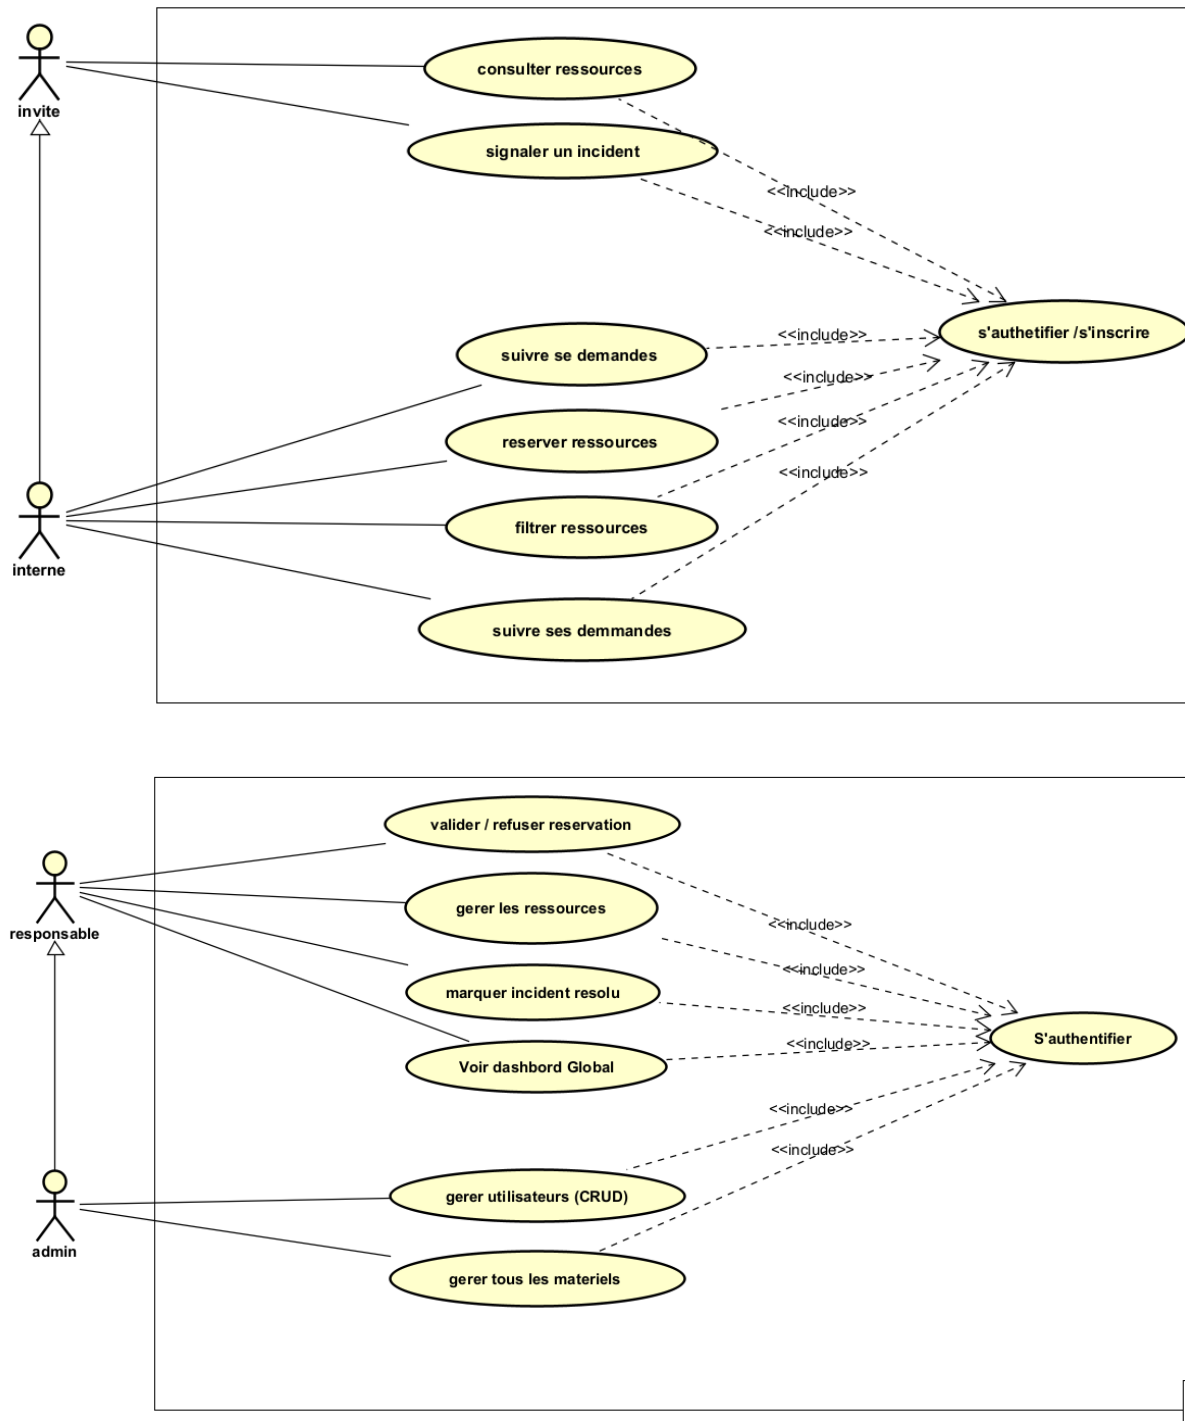 consulter ressources
invite
signaler un incident
<<include>>
<<include>>
s'authetifier /s'inscrire
<<include>>
suivre se demandes
<<include>>
<<include>>
reserver ressources
<<include>>
filtrer ressources
interne
suivre ses demmandes
valider / refuser reservation
gerer les ressources
<<include>>
responsable
<<include>>
marquer incident resolu
<<include>>
S'authentifier
<<include>>
Voir dashbord Global
<<include>>
<<include>>
gerer utilisateurs (CRUD)
admin
gerer tous les materiels